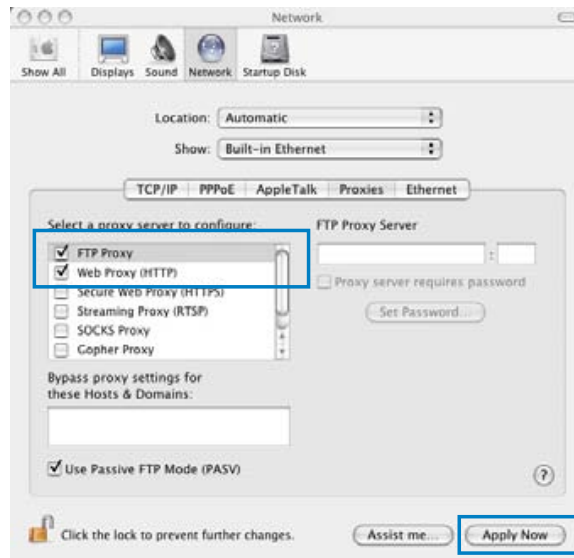 Network
Show All Displays Sound Network Startup Disk
Location: Automatic
Show: Built-in Ethernet
TCP/IP PPPoE AppleTalk Proxies Ethernet
Select a proxy server to configure:
FTP Proxy
Web Proxy (HTTP)
Secure Web Proxy (HTTPS)
Streaming Proxy (RTSP)
SOCKS Proxy
Gopher Proxy
FTP Proxy Server
:
Proxy server requires password
Set Password...
Bypass proxy settings for
these Hosts & Domains:
Use Passive FTP Mode (PASV)
?
Click the lock to prevent further changes.
Assist me... Apply Now